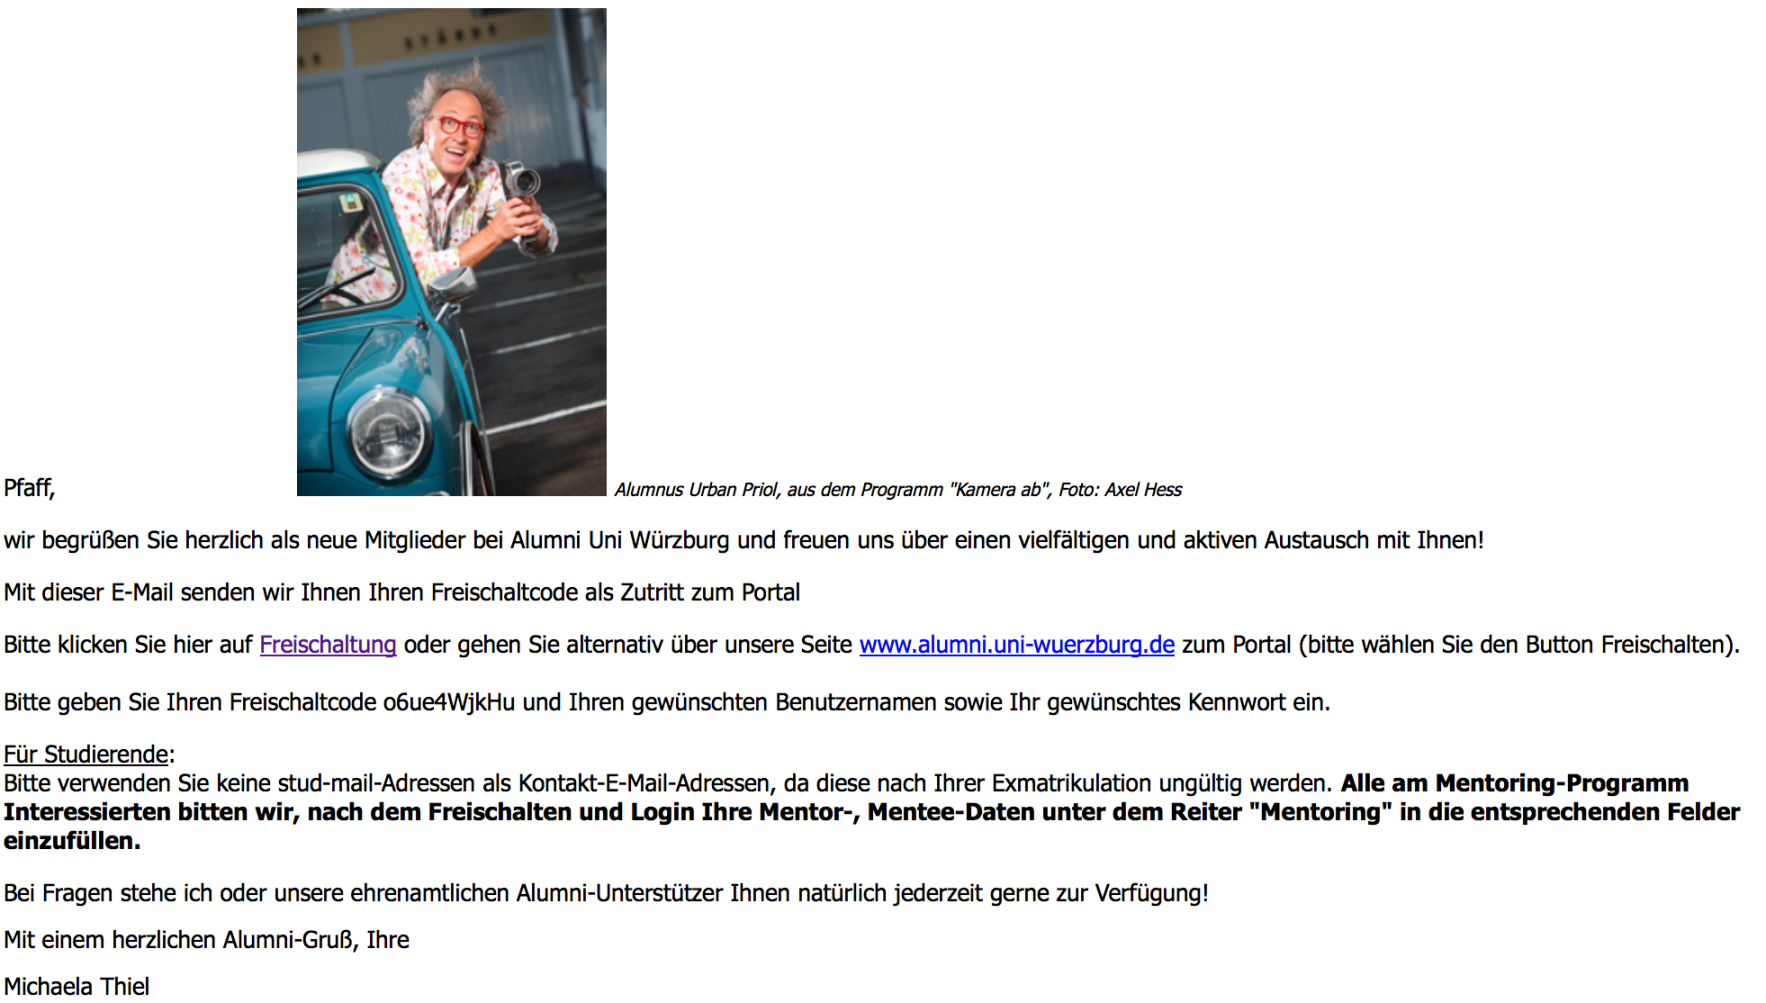 STÄNDE
Pfaff,
Alumnus Urban Priol, aus dem Programm "Kamera ab", Foto: Axel Hess
wir begrüßen Sie herzlich als neue Mitglieder bei Alumni Uni Würzburg und freuen uns über einen vielfältigen und aktiven Austausch mit Ihnen!
Mit dieser E-Mail senden wir Ihnen Ihren Freischaltcode als Zutritt zum Portal
Bitte klicken Sie hier auf Freischaltung oder gehen Sie alternativ über unsere Seite www.alumni.uni-wuerzburg.de zum Portal (bitte wählen Sie den Button Freischalten).
Bitte geben Sie Ihren Freischaltcode o6ue4WjkHu und Ihren gewünschten Benutzernamen sowie Ihr gewünschtes Kennwort ein.
Für Studierende:
Bitte verwenden Sie keine stud-mail-Adressen als Kontakt-E-Mail-Adressen, da diese nach Ihrer Exmatrikulation ungültig werden. Alle am Mentoring-Programm
Interessierten bitten wir, nach dem Freischalten und Login Ihre Mentor-, Mentee-Daten unter dem Reiter "Mentoring" in die entsprechenden Felder
einzufüllen.
Bei Fragen stehe ich oder unsere ehrenamtlichen Alumni-Unterstützer Ihnen natürlich jederzeit gerne zur Verfügung!
Mit einem herzlichen Alumni-Gruß, Ihre
Michaela Thiel